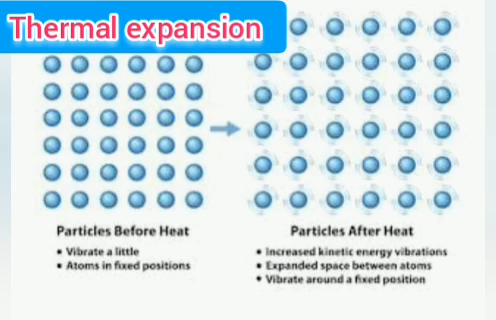 Thermal expansion
Particles Before Heat
• Vibrate a little
• Atoms in fixed positions
Particles After Heat
• Increased kinetic energy vibrations
• Expanded space between atoms
• Vibrate around a fixed position